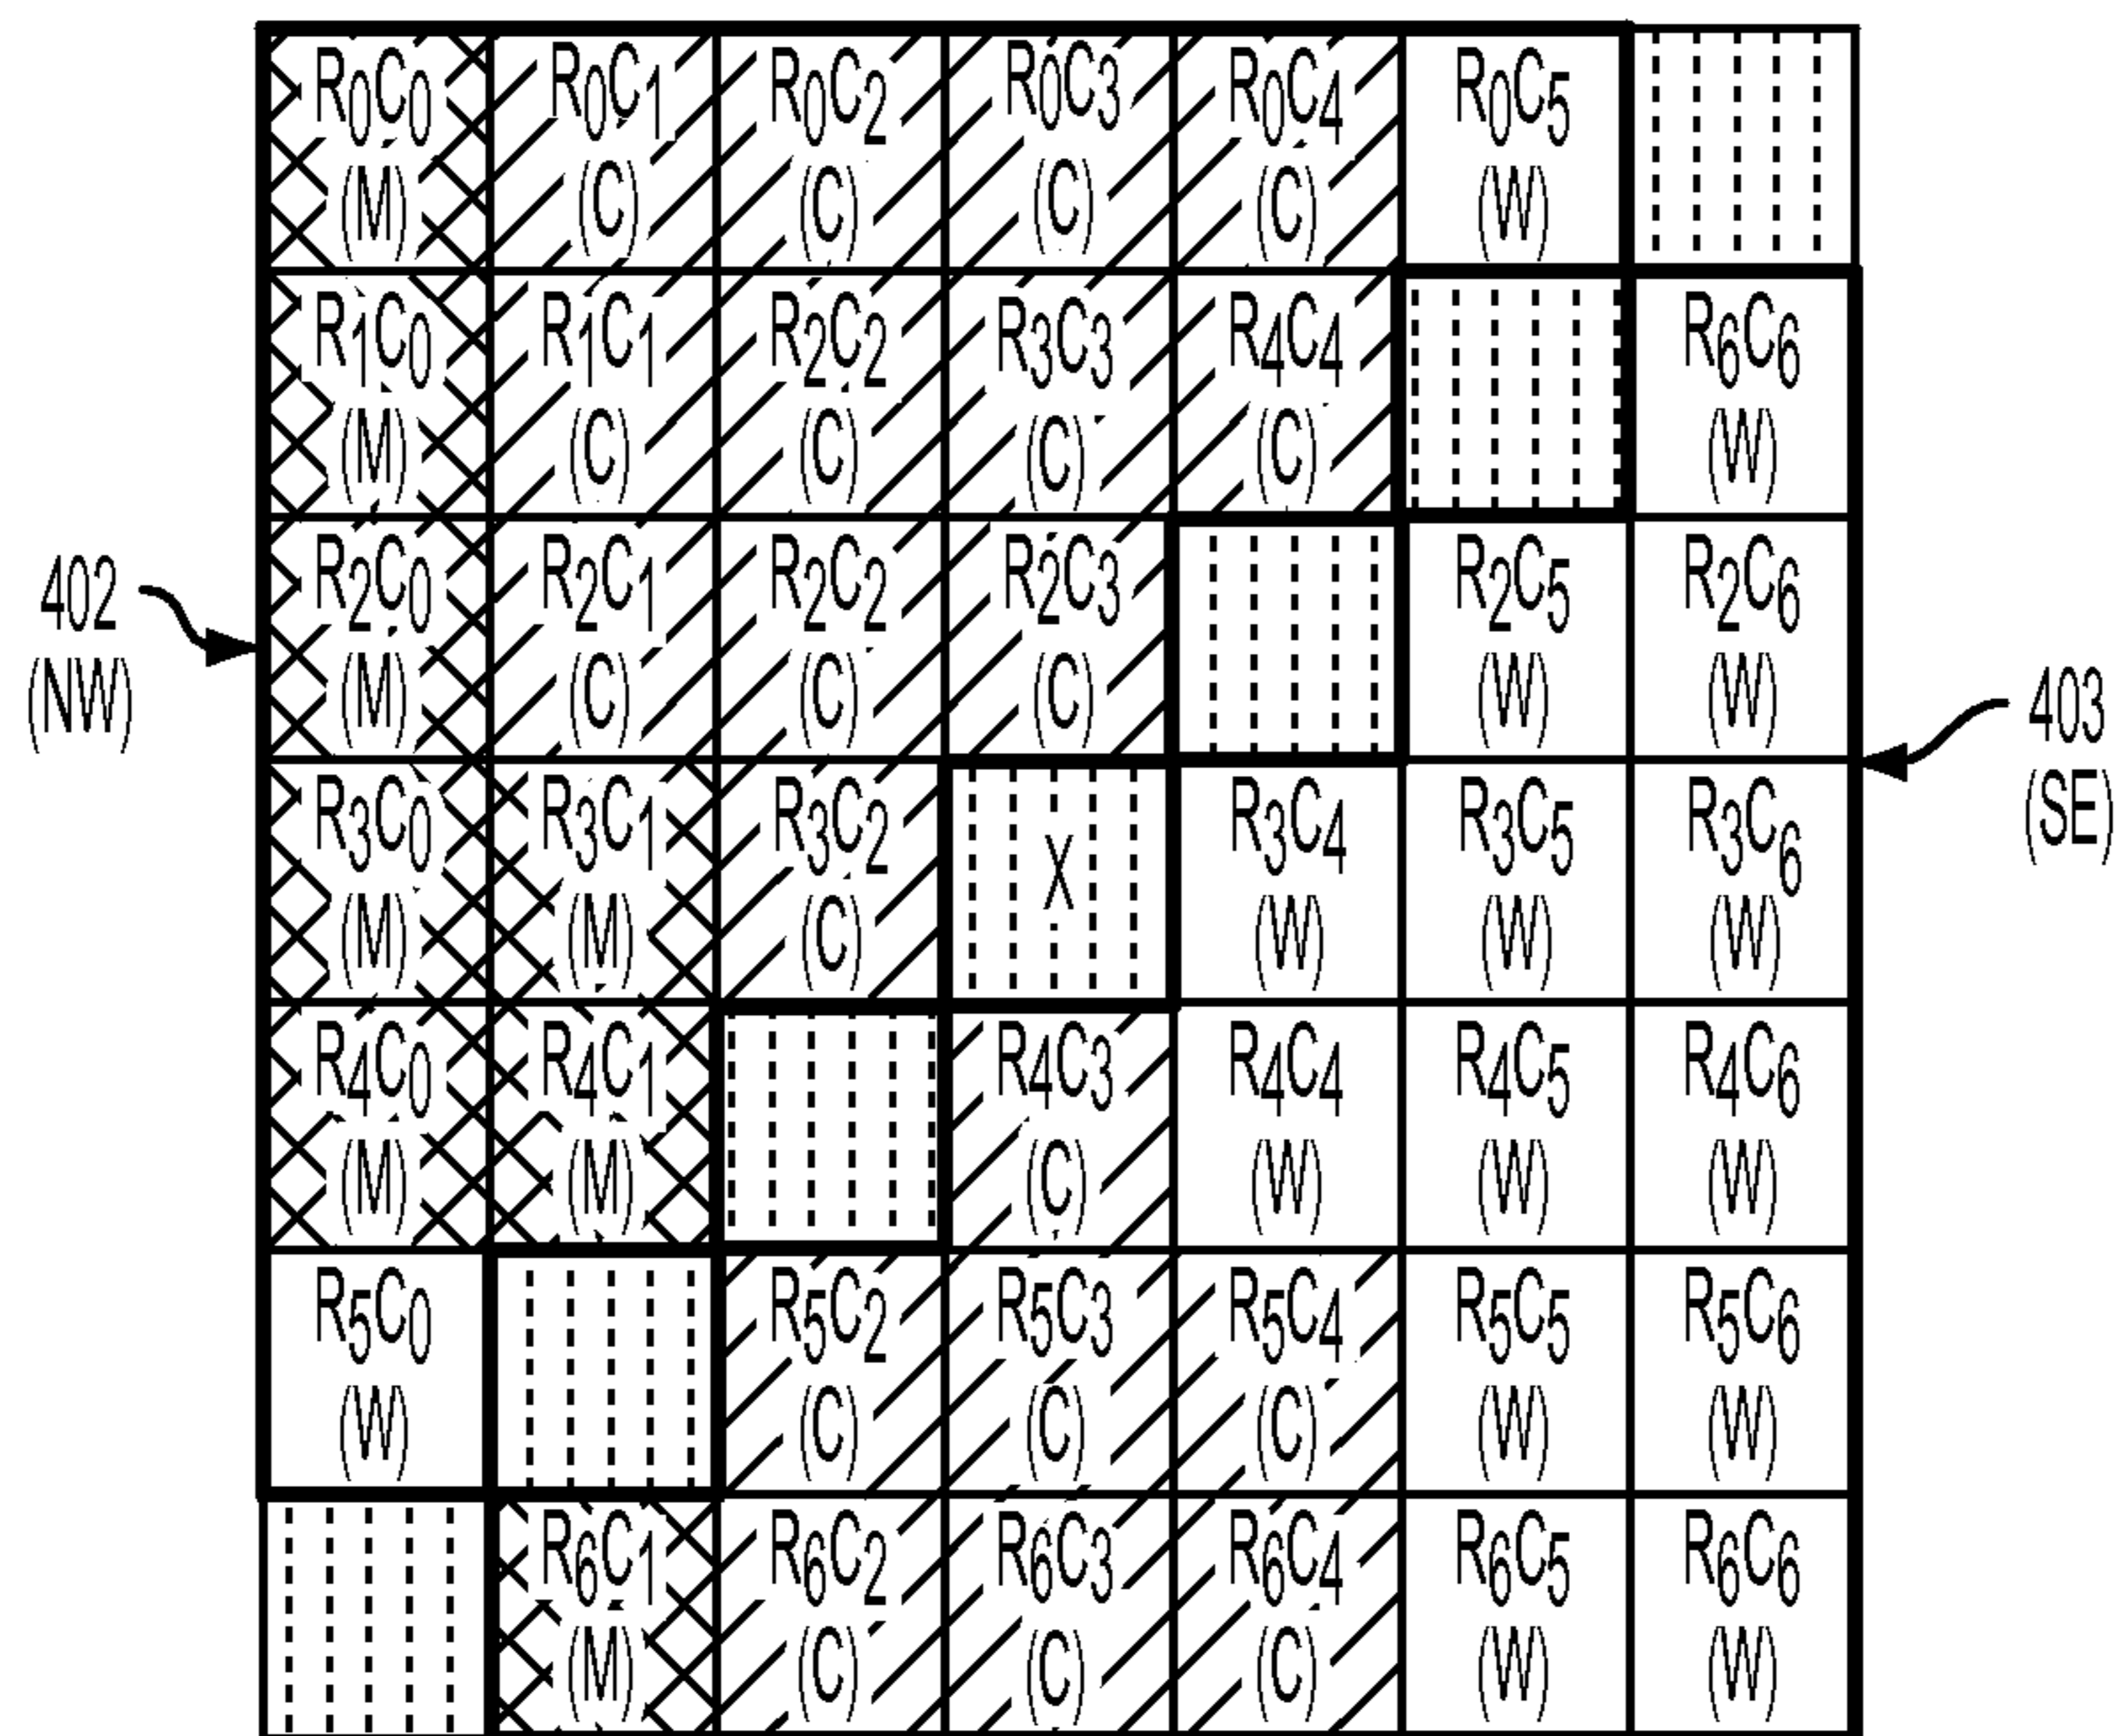 R0C0 R0C1 R0C2 R0C3 R0C4 R0C5
(M) (C) (C) (C) (C) (W)
R1C0 R1C1 R2C2 R3C3 R4C4 R6C6
(M) (C) (C) (C) (C) (W)
R2C0 R2C1 R2C2 R2C3 R2C5 R2C6
(M) (C) (C) (C) (W) (W)
402
(NW)
403
(SE)
R3C0 R3C1 R3C2 X R3C4 R3C5 R3C6
(M) (M) (C) (W) (W) (W)
R4C0 R4C1 R4C3 R4C4 R4C5 R4C6
(M) (M) (C) (W) (W) (W)
R5C0 R5C2 R5C3 R5C4 R5C5 R5C6
(W) (C) (C) (C) (W) (W)
R6C1 R6C2 R6C3 R6C4 R6C5 R6C6
(M) (C) (C) (C) (W) (W)